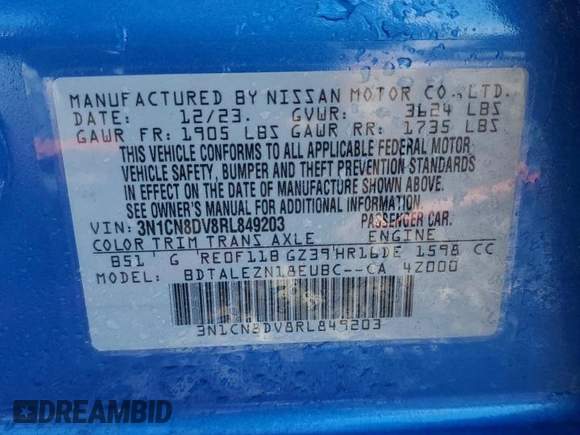 MANUFACTURED BY NISSAN MOTOR CO., LTD.
DATE: 12/23. GVWR: 3624 LBS
GAWR FR: 1905 LBS GAWR RR: 1735 LBS
THIS VEHICLE CONFORMS TO ALL APPLICABLE FEDERAL MOTOR
VEHICLE SAFETY, BUMPER AND THEFT PREVENTION STANDARDS
IN EFFECT ON THE DATE OF MANUFACTURE SHOWN ABOVE.
SEE OWNER'S MANUAL FOR ADDITIONAL INFORMATION.
VIN: 3N1CN8DV8RL849203 PASSENGER CAR.
COLOR TRIM TRANS AXLE ENGINE
B51 G RE0F11B GZ39 HR16DE 1598 CC
MODEL: BDTALEZN18EUBC--CA 4Z000
3N1CN8DV8RL849203
DREAMBID